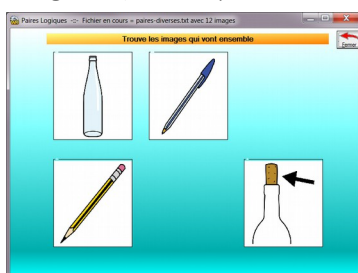 Paires Logiques -:- Fichier en cours = paires-diverses.txt avec 12 images
Trouve les images qui vont ensemble
Fermer